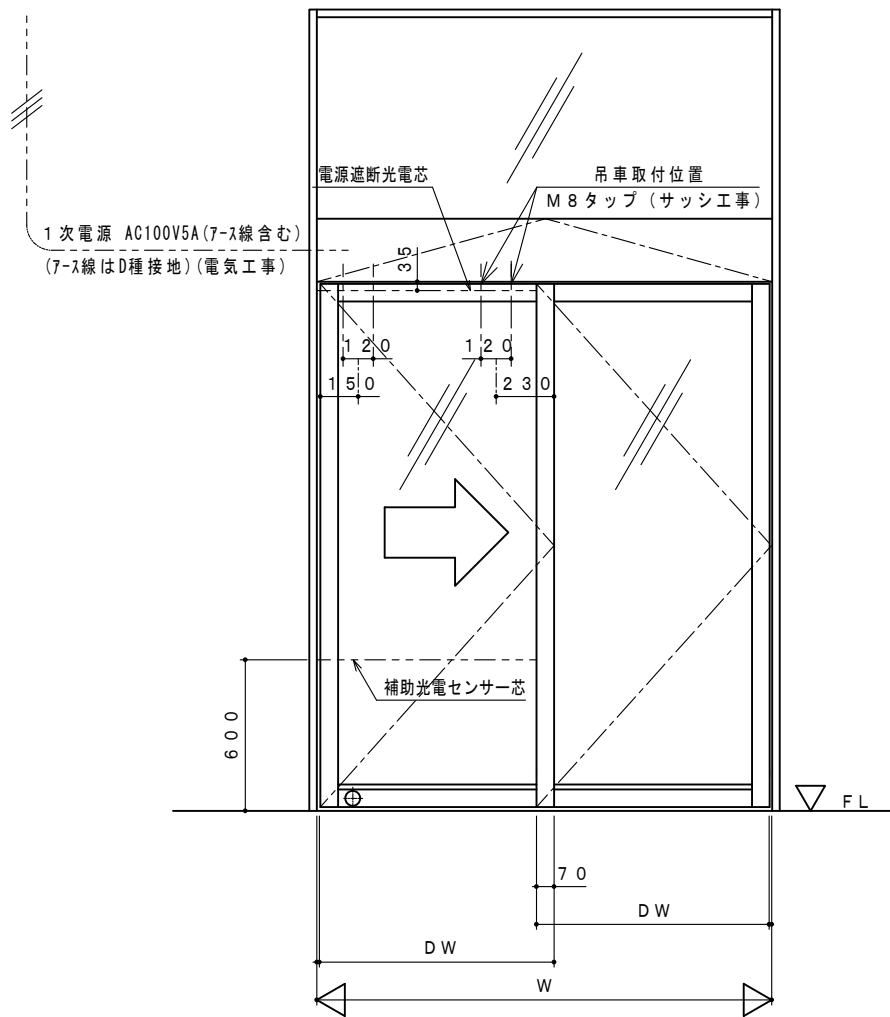 電源遮断光電芯
吊車取付位置
M8タップ(サッシ工事)
1次電源 AC100V5A(アース線含む)
(アース線はD種接地)(電気工事)
35
120
120
150
230
補助光電センサー芯
600
FL
70
DW
DW
W